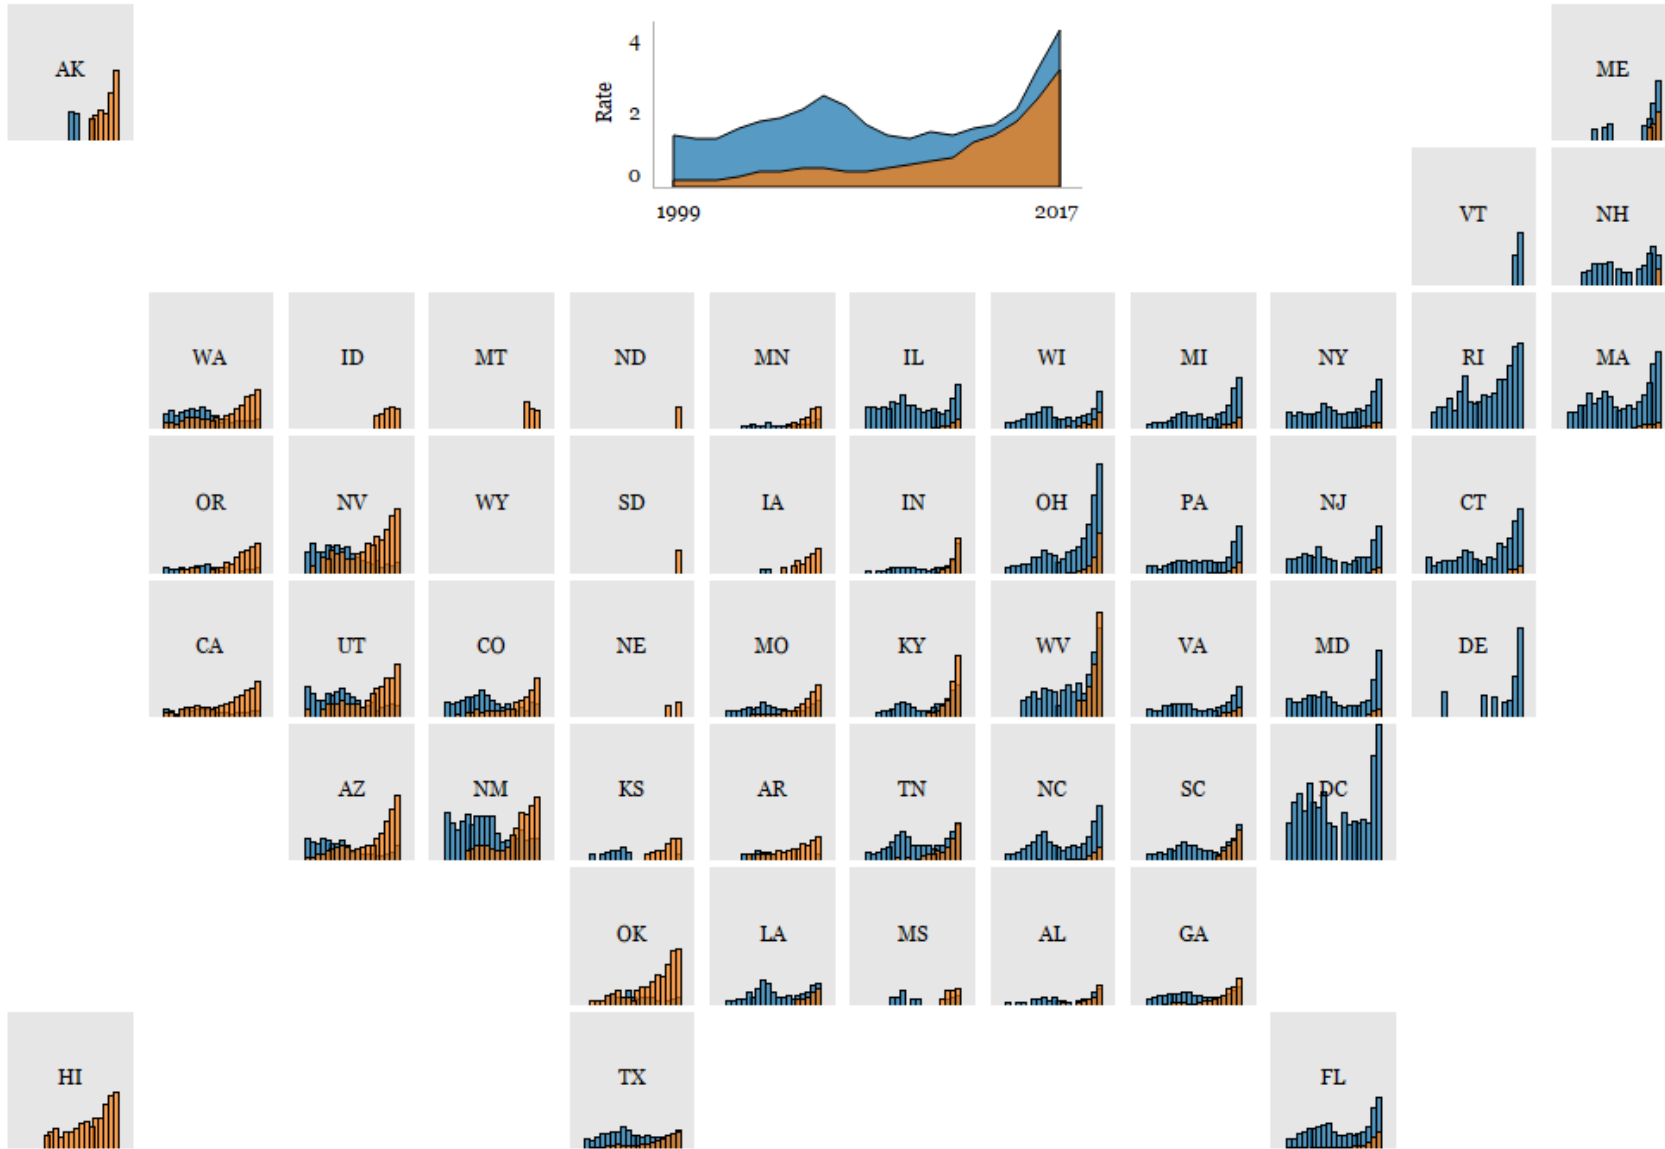 4
AK
ME
Rate
2
0
1999
2017
VT
NH
WA
ID
MT
ND
MN
IL
WI
MI
NY
RI
MA
OR
NV
WY
SD
IA
IN
OH
PA
NJ
CT
CA
UT
CO
NE
MO
KY
WV
VA
MD
DE
AZ
NM
KS
AR
TN
NC
SC
DC
OK
LA
MS
AL
GA
HI
TX
FL